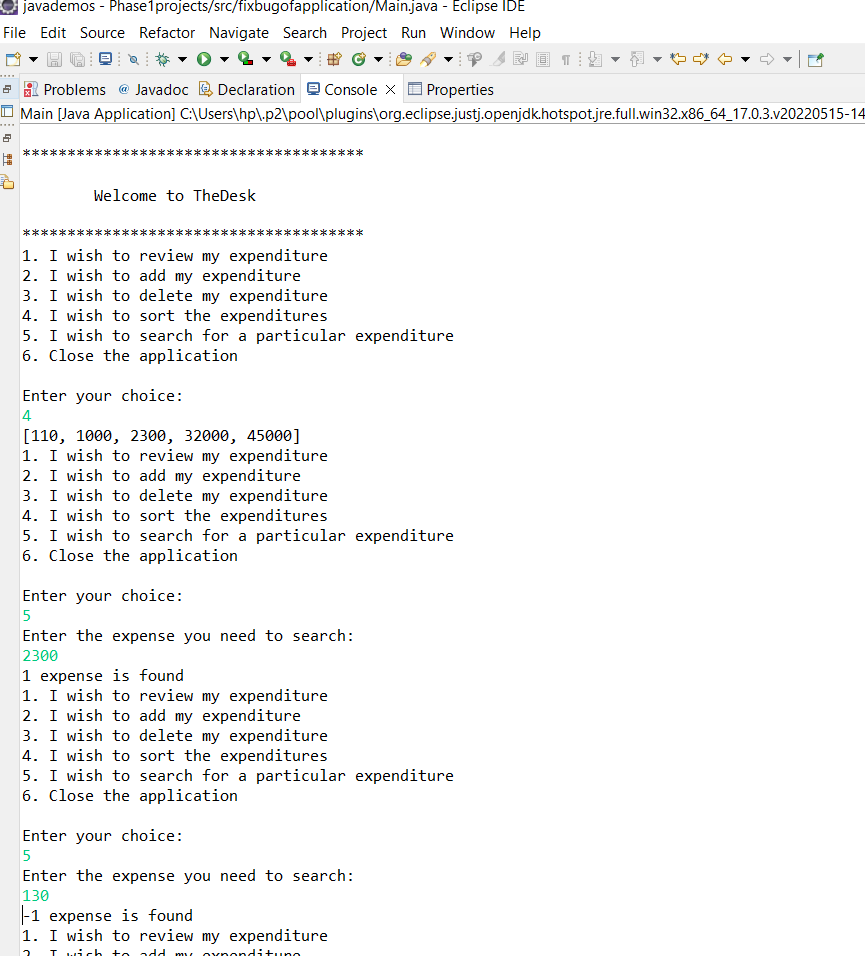 javademos - Phase1projects/src/fixbugofapplication/Main.java - Eclipse IDE
File Edit Source Refactor Navigate Search Project Run Window Help
Problems @ Javadoc Declaration Console Properties
Main [Java Application] C:\Users\hp\.p2\pool\plugins\org.eclipse.justj.openjdk.hotspot.jre.full.win32.x86_64_17.0.3.v20220515-14
**************************************
Welcome to TheDesk
**************************************
1. I wish to review my expenditure
2. I wish to add my expenditure
3. I wish to delete my expenditure
4. I wish to sort the expenditures
5. I wish to search for a particular expenditure
6. Close the application
Enter your choice:
4
[110, 1000, 2300, 32000, 45000]
1. I wish to review my expenditure
2. I wish to add my expenditure
3. I wish to delete my expenditure
4. I wish to sort the expenditures
5. I wish to search for a particular expenditure
6. Close the application
Enter your choice:
5
Enter the expense you need to search:
2300
1 expense is found
1. I wish to review my expenditure
2. I wish to add my expenditure
3. I wish to delete my expenditure
4. I wish to sort the expenditures
5. I wish to search for a particular expenditure
6. Close the application
Enter your choice:
5
Enter the expense you need to search:
130
-1 expense is found
1. I wish to review my expenditure
2. I wish to add my expenditure